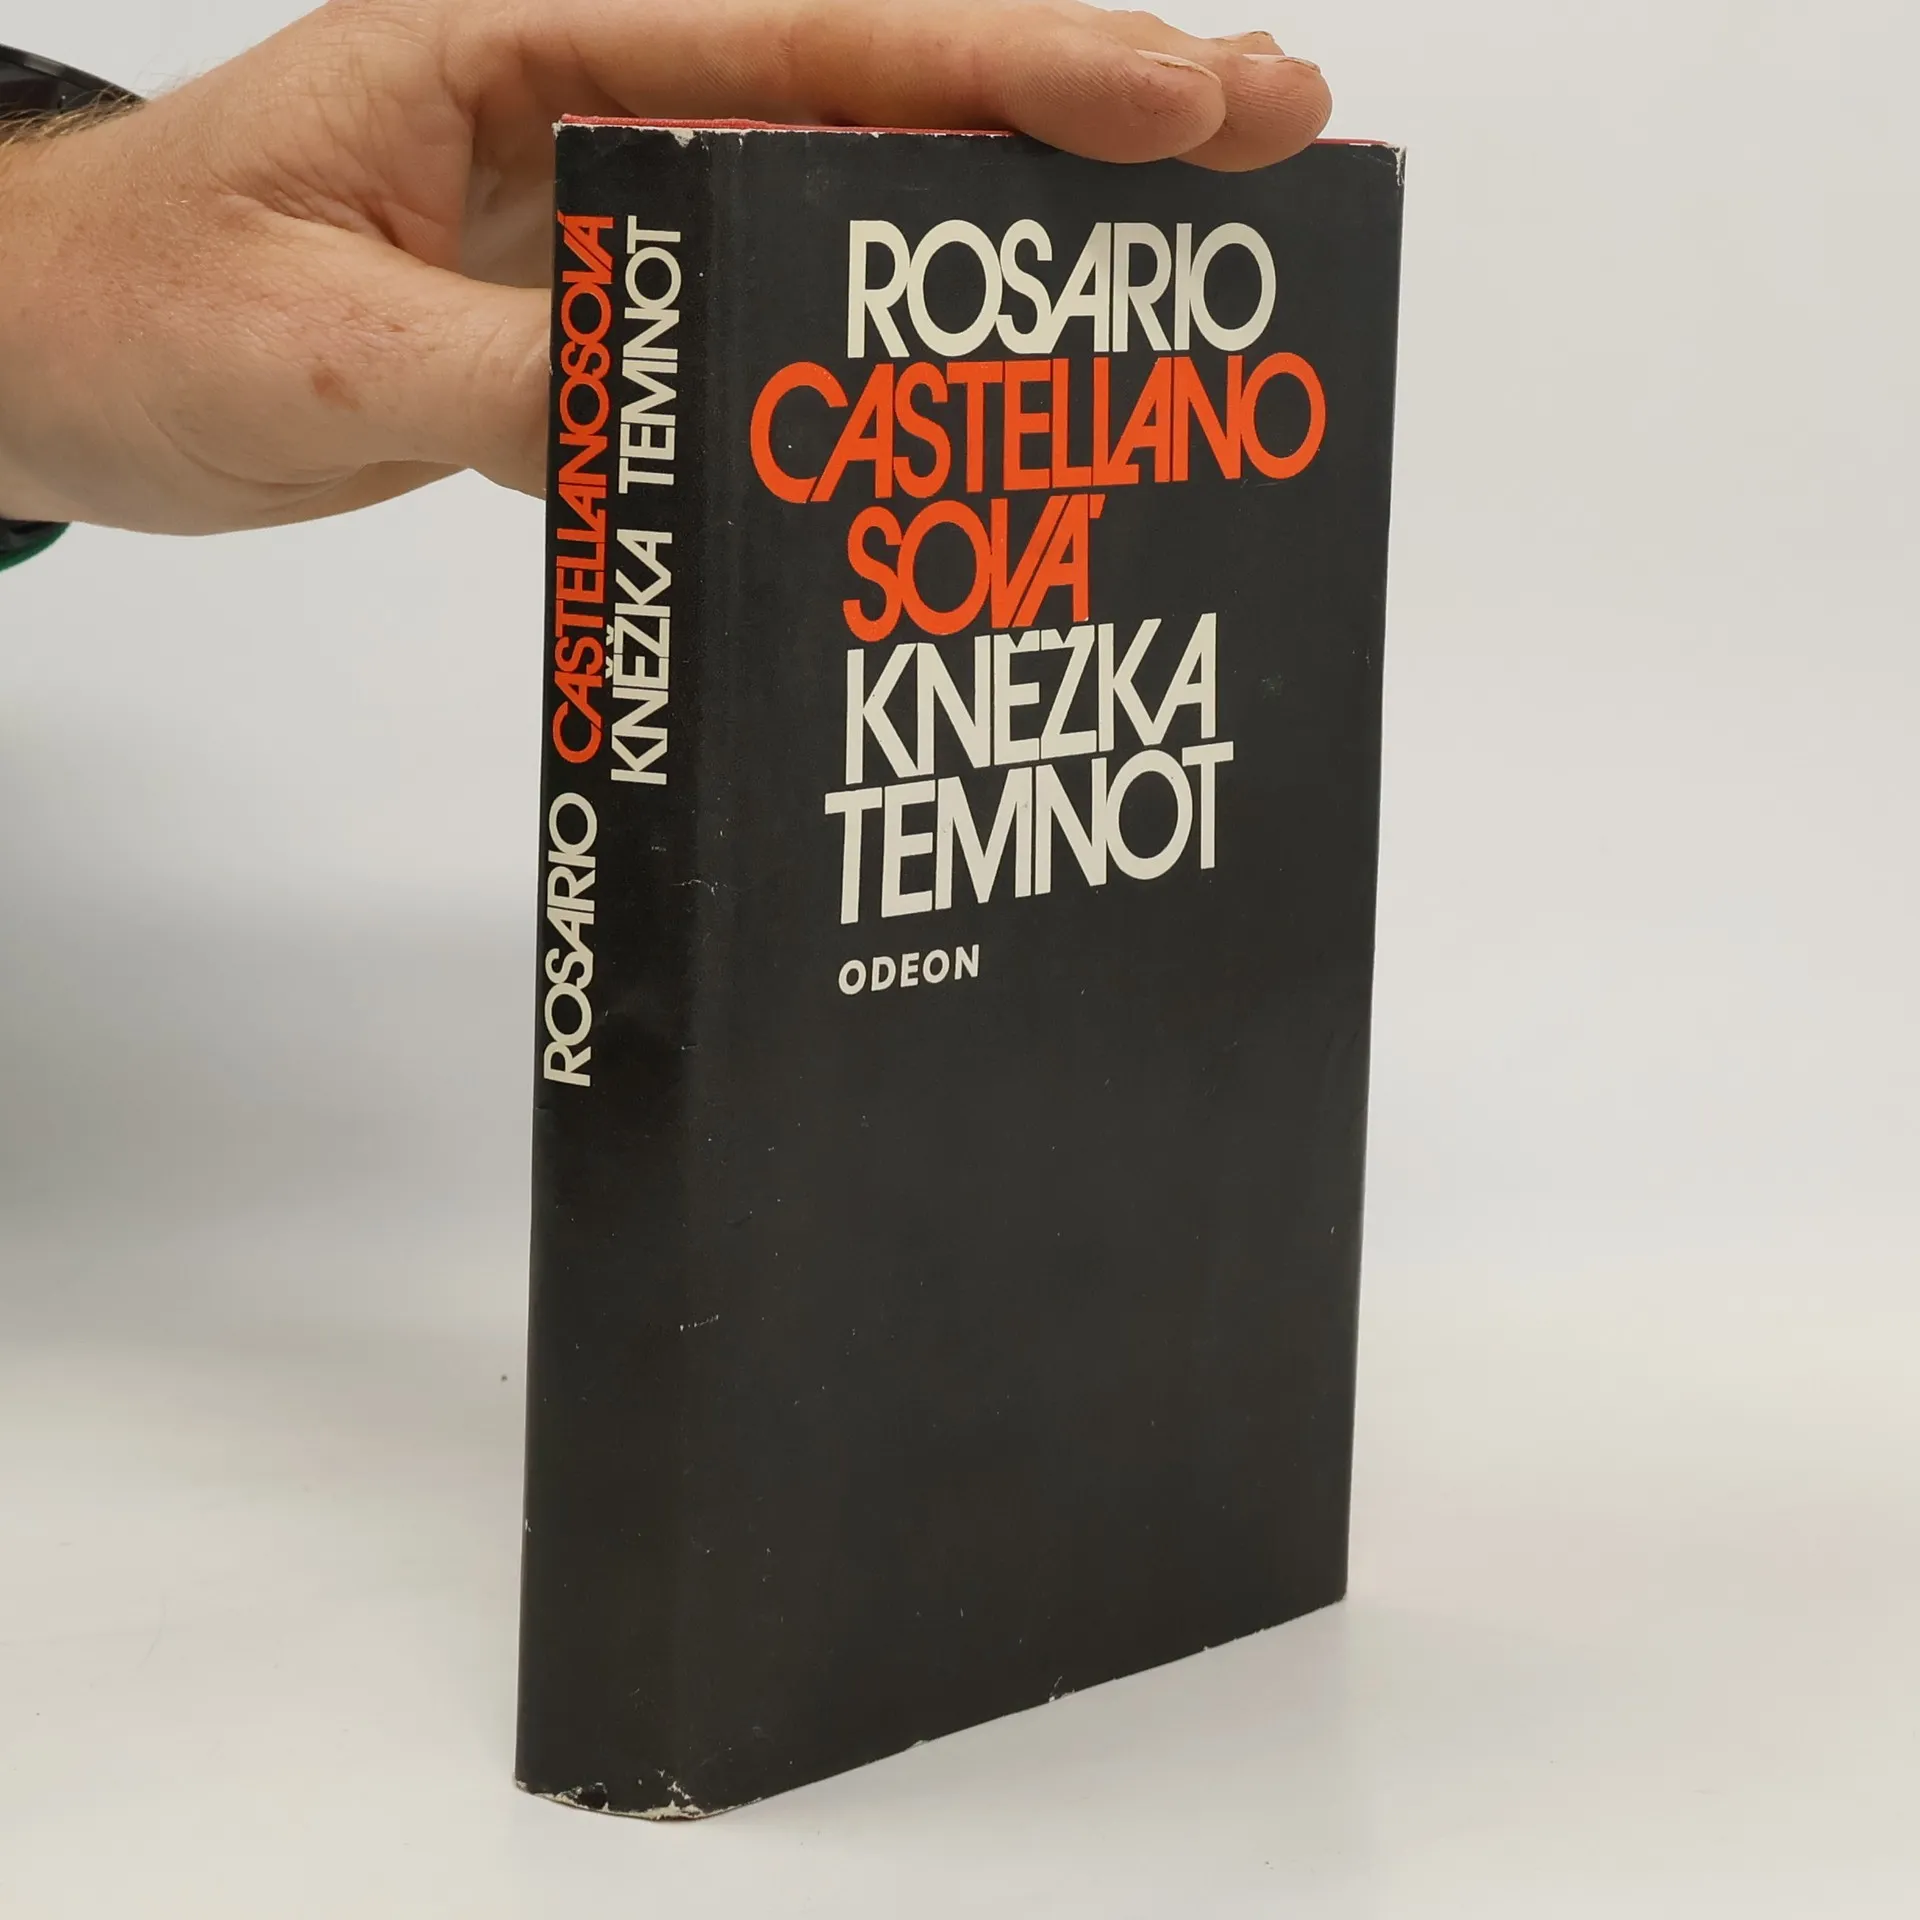 ROSARIO CASTELLANOSOVÁ
KNĚŽKA TEMNOT
ROSARIO
CASTELLANO
SOVÁ
KNĚŽKA
TEMNOT
ODEON